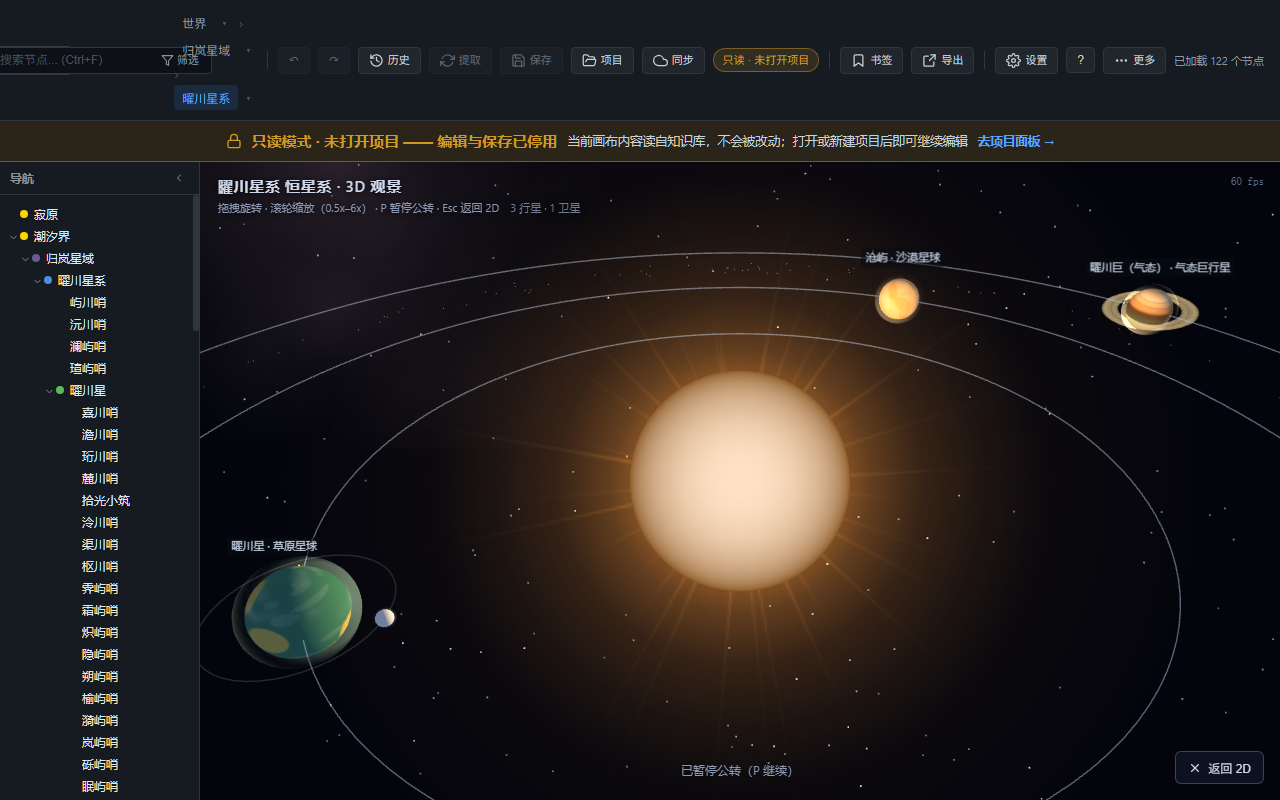 世界
归岚星域
曜川星系
搜索节点... (Ctrl+F)
筛选
历史
提取
保存
项目
同步
只读 · 未打开项目
书签
导出
设置
?
更多
已加载 122 个节点
只读模式 · 未打开项目 —— 编辑与保存已停用 当前画布内容读自知识库，不会被改动；打开或新建项目后即可继续编辑 去项目面板 →
导航
寂原
潮汐界
归岚星域
曜川星系
屿川哨
沅川哨
澜屿哨
瑄屿哨
曜川星
熹川哨
澹川哨
珩川哨
麓川哨
拾光小筑
泠川哨
渠川哨
枢川哨
霁屿哨
霜屿哨
炽屿哨
隐屿哨
朔屿哨
榆屿哨
漪屿哨
岚屿哨
砾屿哨
眠屿哨
曜川星系 恒星系 · 3D 观景
拖拽旋转 · 滚轮缩放（0.5x–6x） · P 暂停公转 · Esc 返回 2D 3 行星 · 1 卫星
60 fps
沧屿 · 沙漠星球
曜川巨（气态） · 气态巨行星
曜川星 · 草原星球
已暂停公转（P 继续）
返回 2D